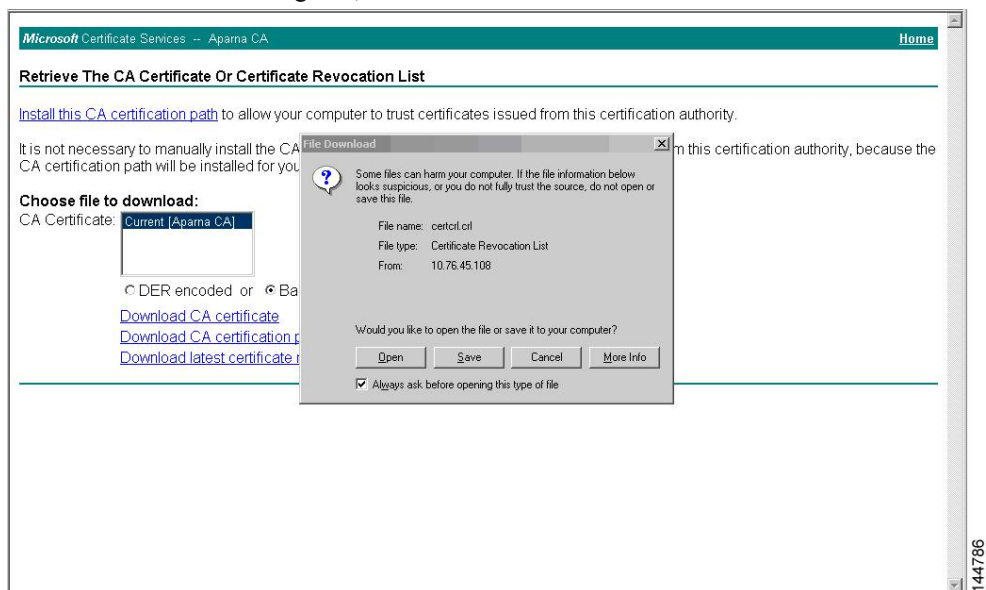 Microsoft Certificate Services -- Aparna CA Home
Retrieve The CA Certificate Or Certificate Revocation List
Install this CA certification path to allow your computer to trust certificates issued from this certification authority.
It is not necessary to manually install the CA m this certification authority, because the
CA certification path will be installed for you
Choose file to download:
CA Certificate: Current [Aparna CA]
DER encoded or Ba
Download CA certificate
Download CA certification p
Download latest certificate r
File Download
Some files can harm your computer. If the file information below
looks suspicious, or you do not fully trust the source, do not open or
save this file.
File name: certcrl.crl
File type: Certificate Revocation List
From: 10.76.45.108
Would you like to open the file or save it to your computer?
Open Save Cancel More Info
Always ask before opening this type of file
144786